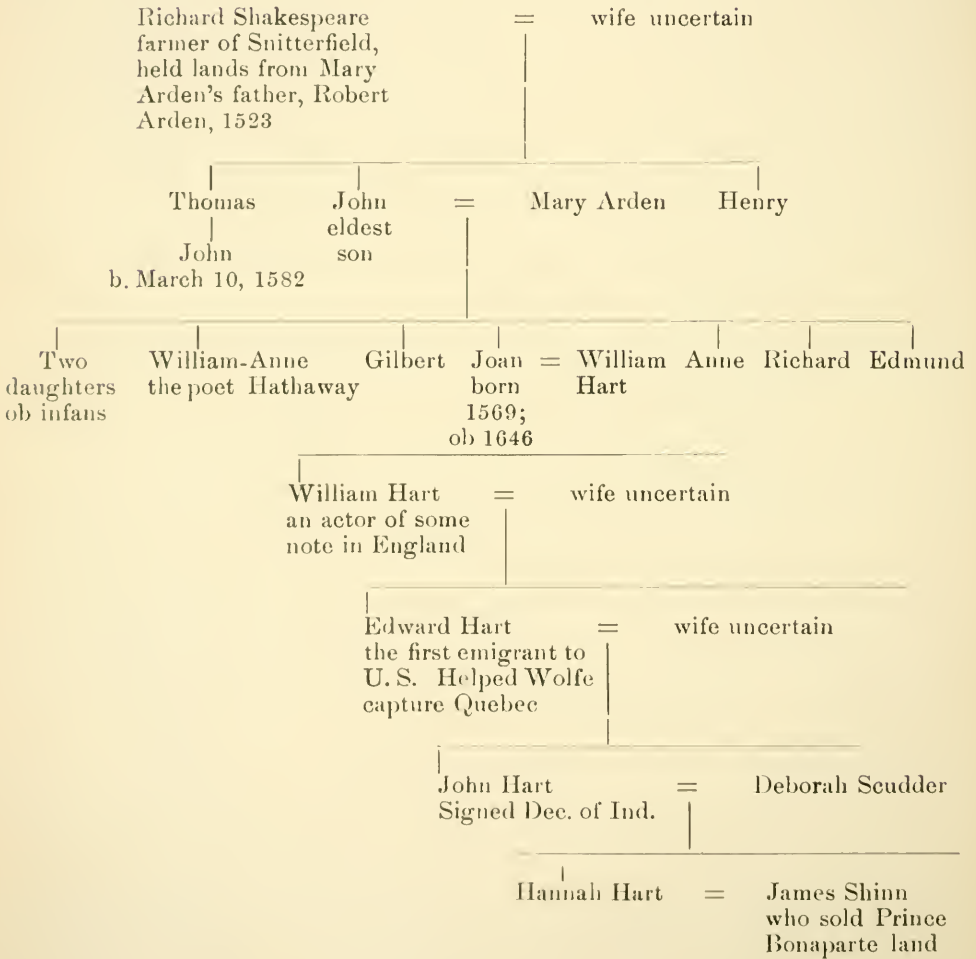 Richard Shakespeare = wife uncertain
farmer of Snitterfield,
held lands from Mary
Arden's father, Robert
Arden, 1523
Thomas John = Mary Arden Henry
eldest
son
John
b. March 10, 1582
Two William-Anne Gilbert Joan = William Anne Richard Edmund
daughters the poet Hathaway born Hart
ob infans 1569;
ob 1646
William Hart = wife uncertain
an actor of some
note in England
Edward Hart = wife uncertain
the first emigrant to
U. S. Helped Wolfe
capture Quebec
John Hart = Deborah Scudder
Signed Dec. of Ind.
Hannah Hart = James Shinn
who sold Prince
Bonaparte land